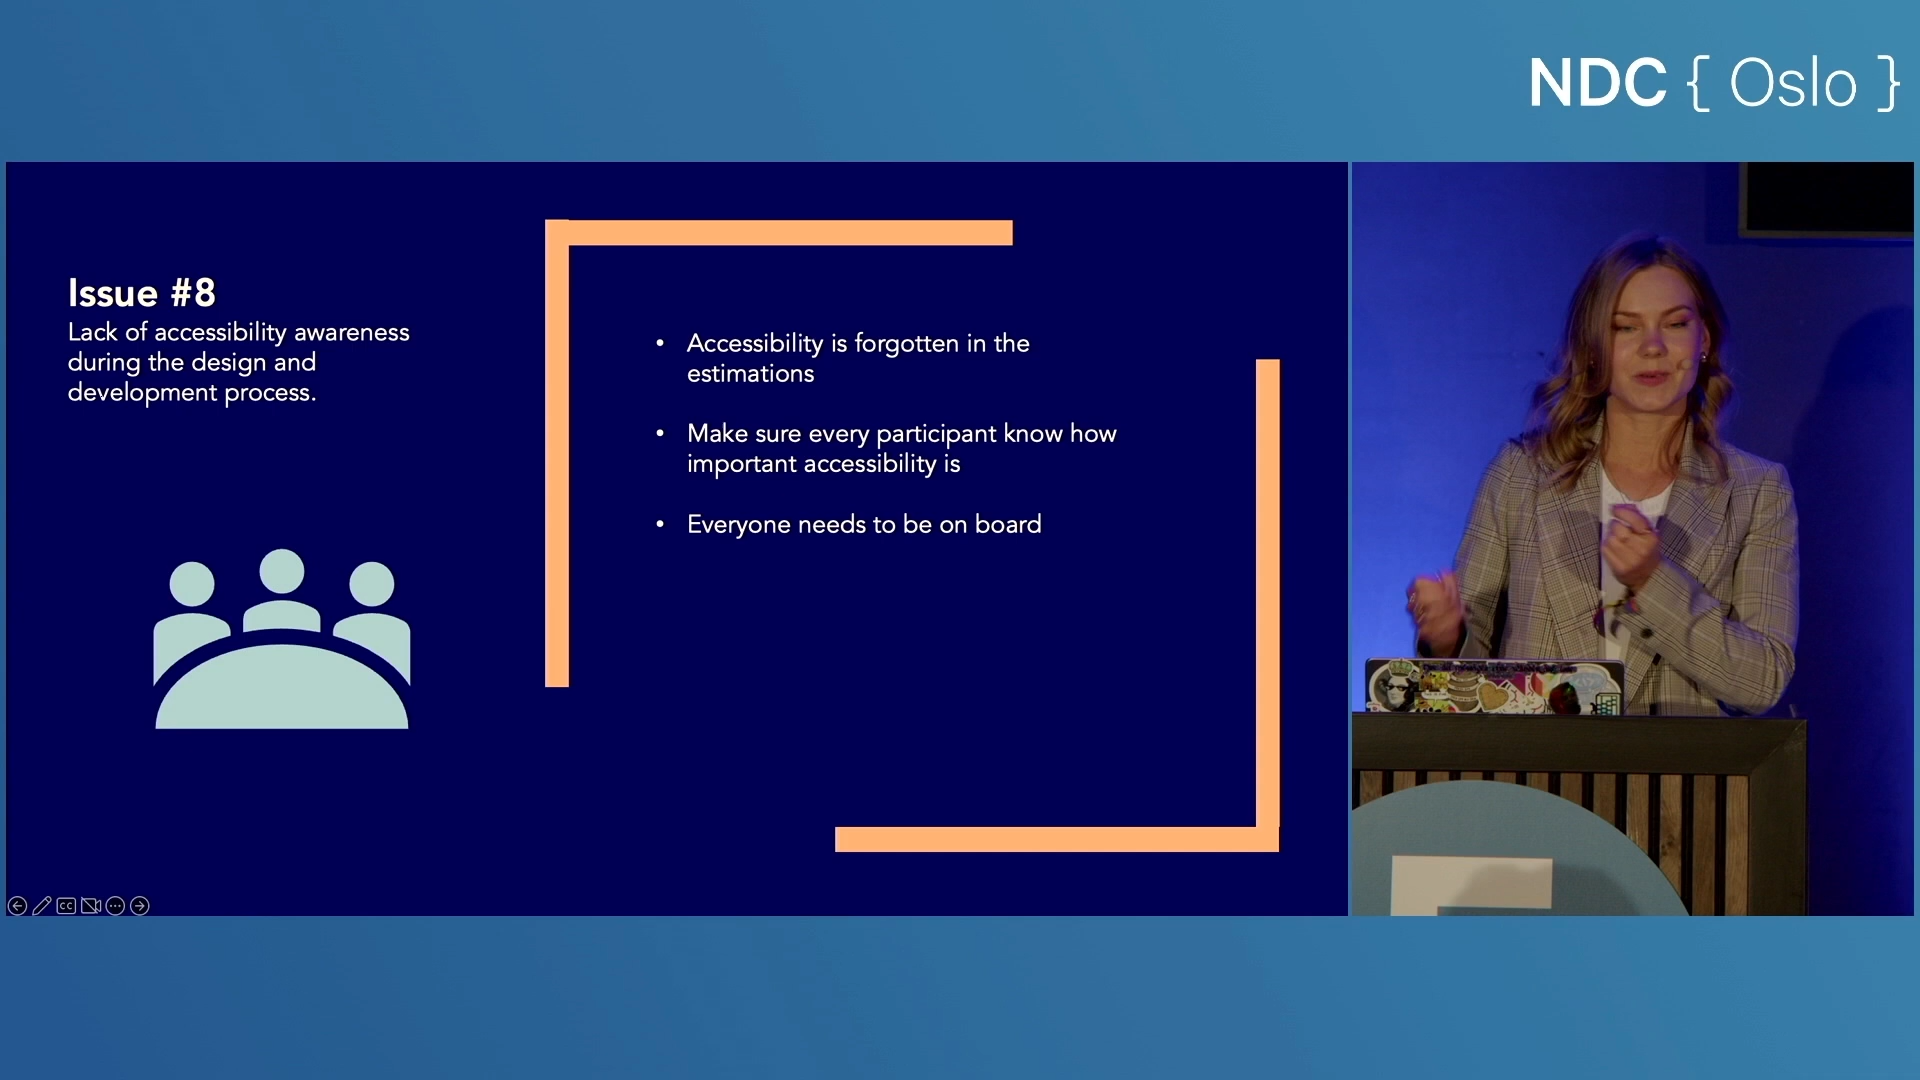 NDC { Oslo }
Issue #8
Lack of accessibility awareness
during the design and
development process.
• Accessibility is forgotten in the
estimations
• Make sure every participant know how
important accessibility is
• Everyone needs to be on board
CC